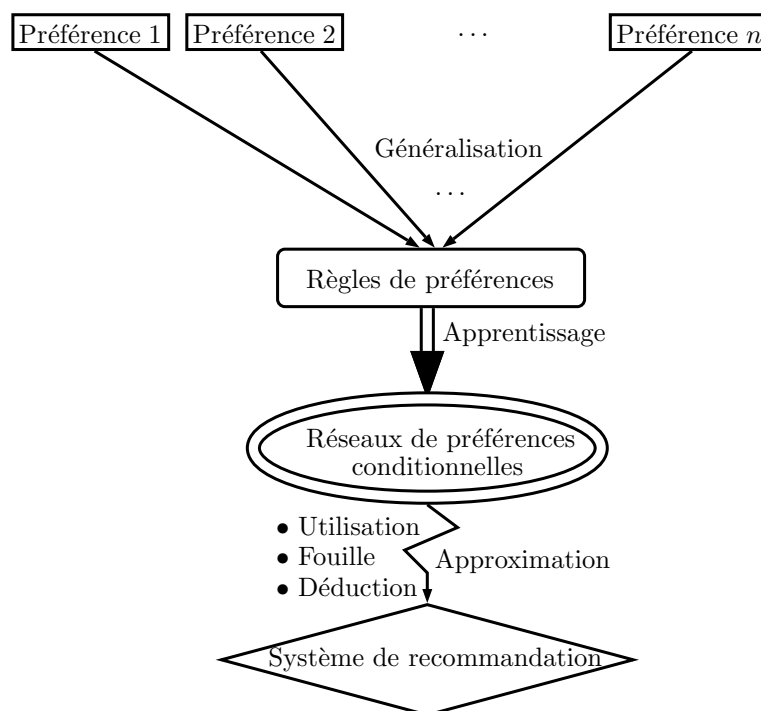 Préférence 1 Préférence 2 ... Préférence n
Généralisation
...
Règles de préférences
Apprentissage
Réseaux de préférences
conditionnelles
• Utilisation
• Fouille
Approximation
• Déduction
Système de recommandation